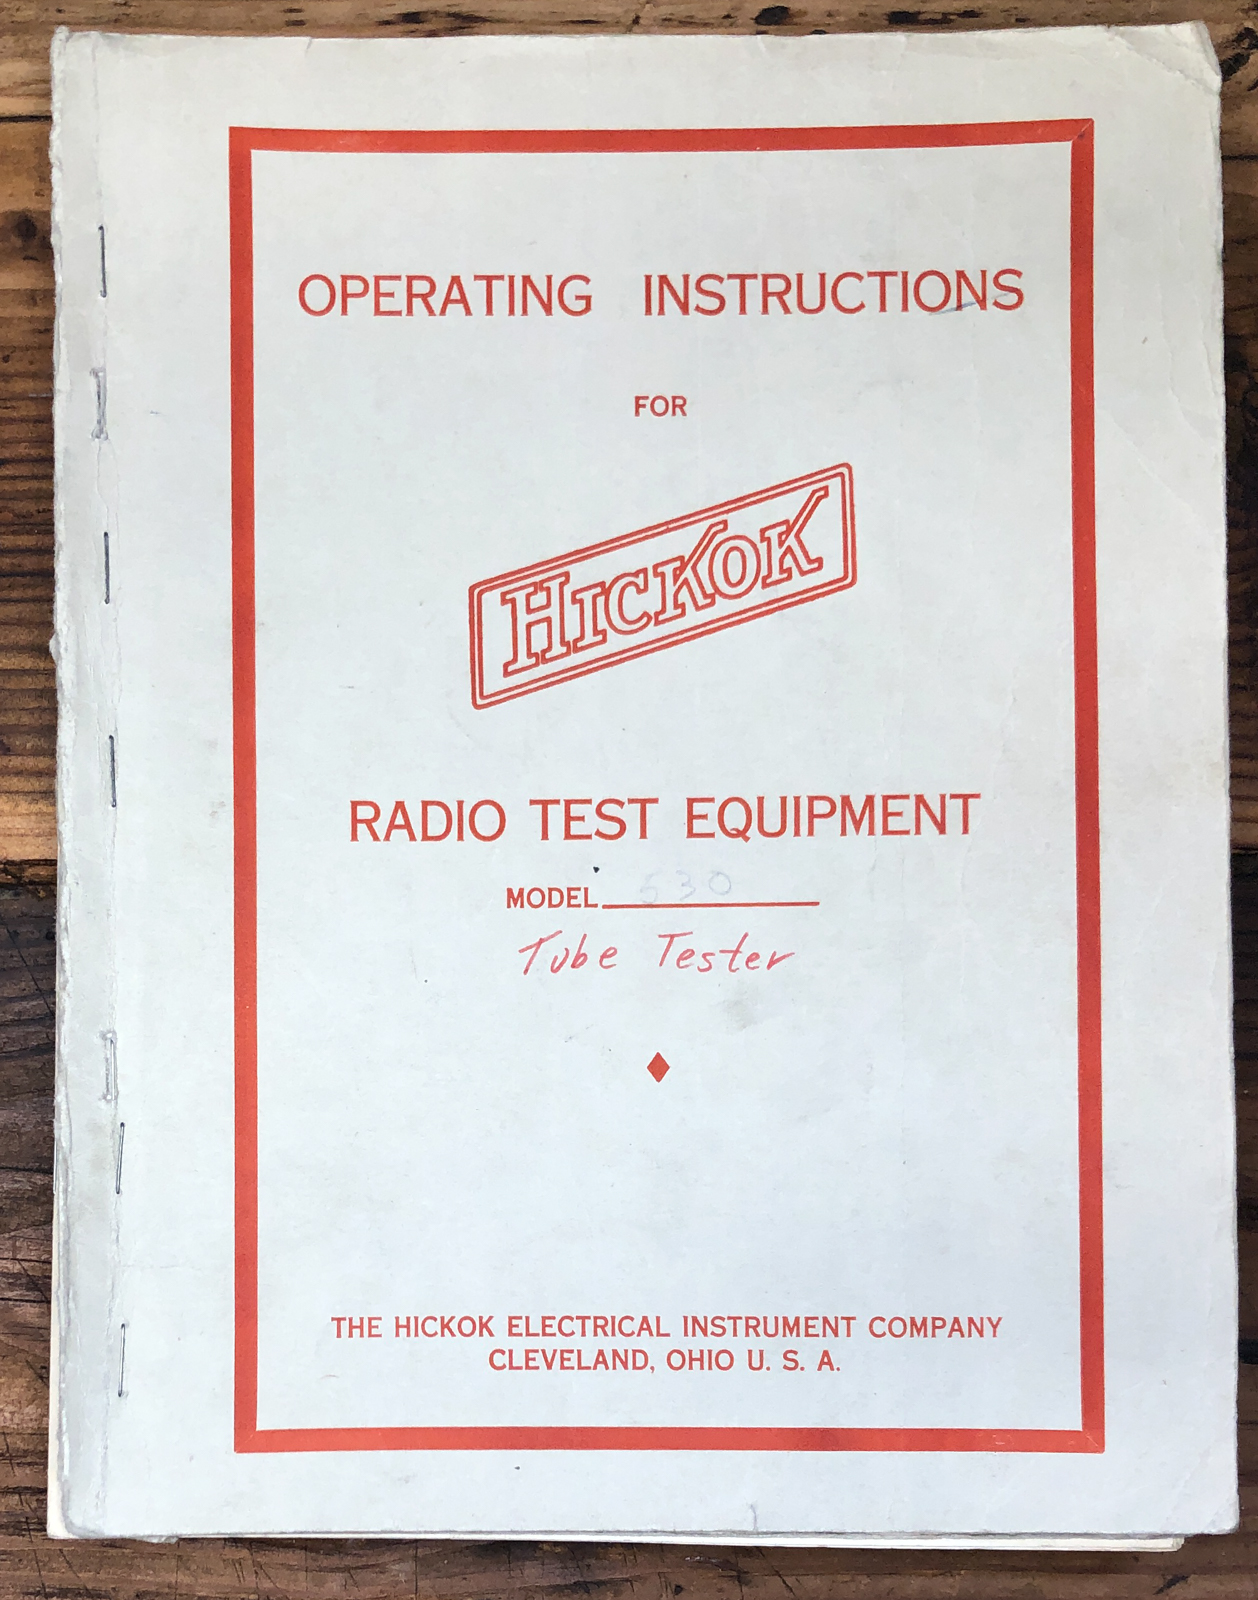 OPERATING INSTRUCTIONS
FOR
HICKOK
RADIO TEST EQUIPMENT
MODEL 530
Tube Tester
THE HICKOK ELECTRICAL INSTRUMENT COMPANY
CLEVELAND, OHIO U. S. A.